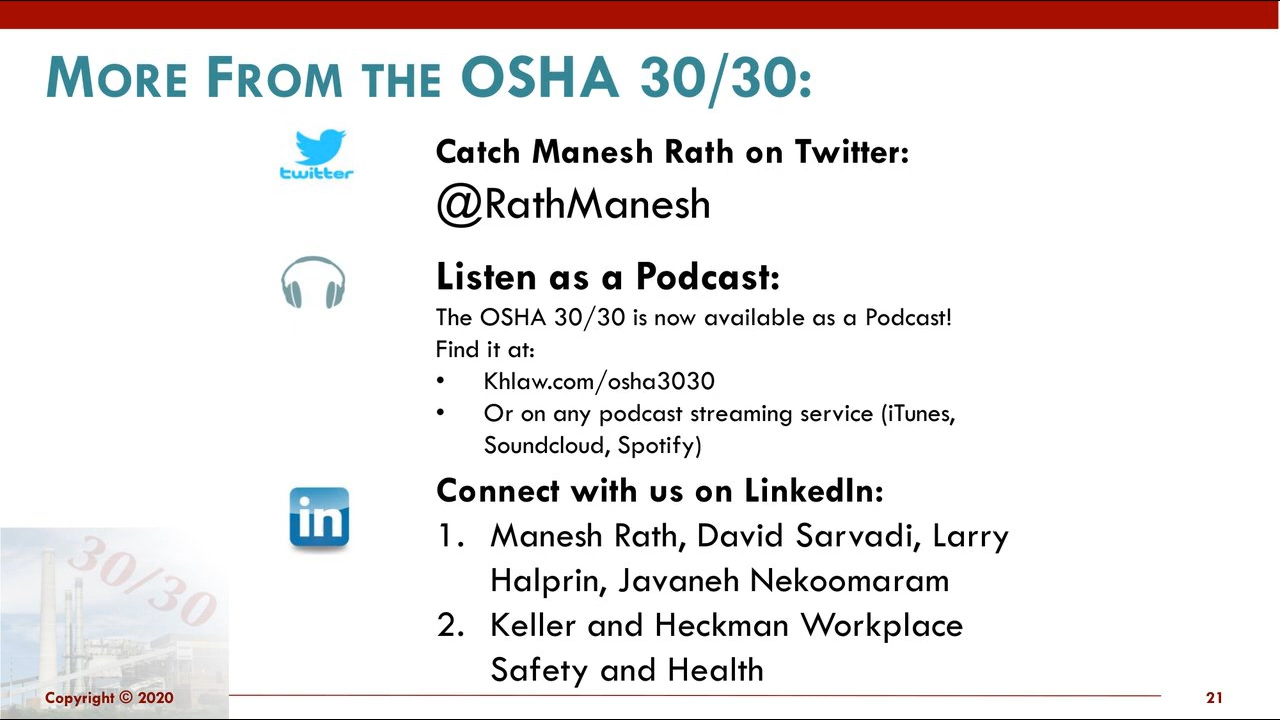 MORE FROM THE OSHA 30/30:
twitter
Catch Manesh Rath on Twitter:
@RathManesh
Listen as a Podcast:
The OSHA 30/30 is now available as a Podcast!
Find it at:
• Khlaw.com/osha3030
• Or on any podcast streaming service (iTunes,
Soundcloud, Spotify)
in
Connect with us on LinkedIn:
1. Manesh Rath, David Sarvadi, Larry
Halprin, Javaneh Nekoomaram
2. Keller and Heckman Workplace
Safety and Health
30/30
Copyright © 2020
21